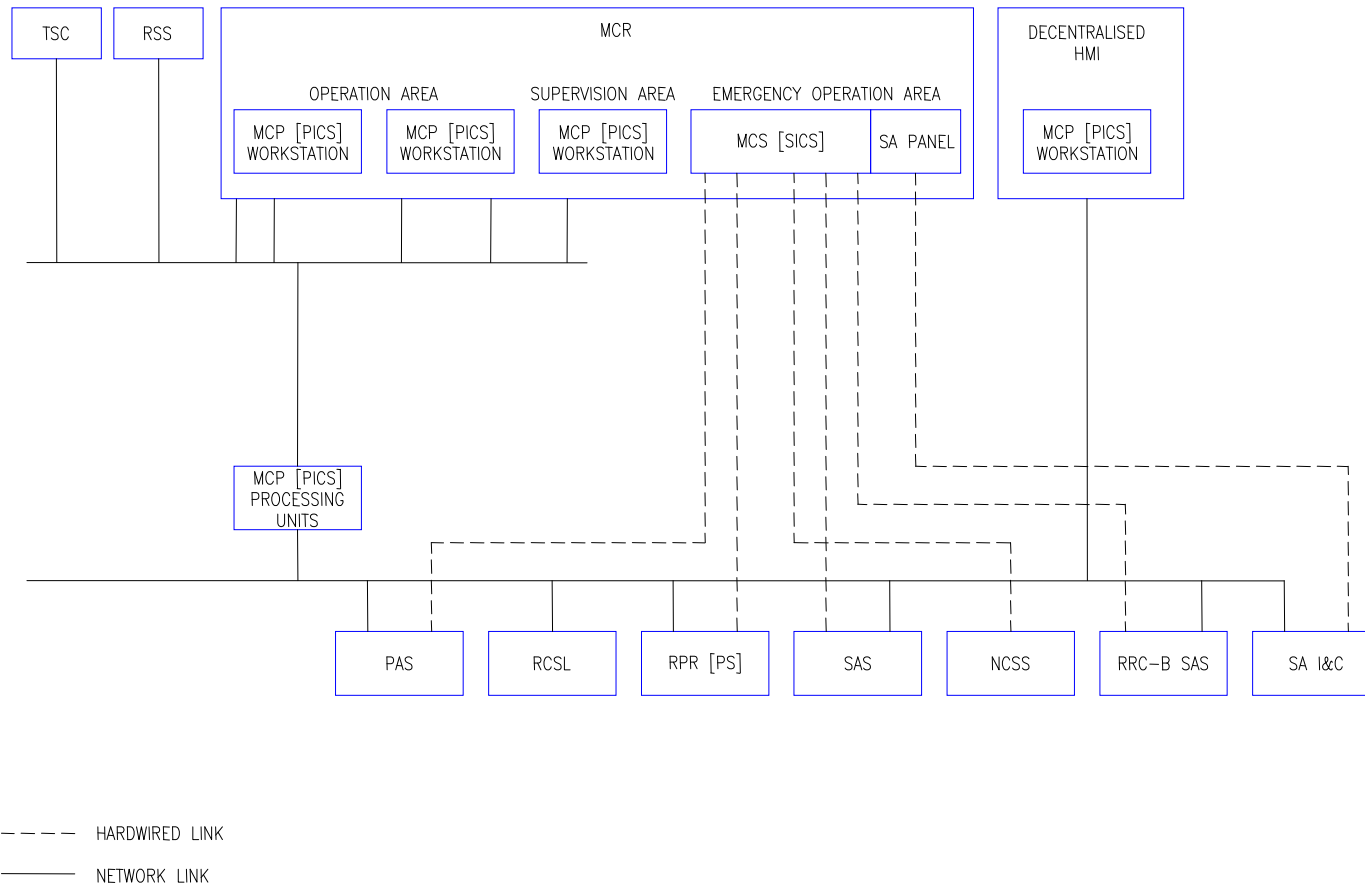 TSC
RSS
MCR
DECENTRALISED
HMI
OPERATION AREA
SUPERVISION AREA
EMERGENCY OPERATION AREA
MCP [PICS]
WORKSTATION
MCP [PICS]
WORKSTATION
MCP [PICS]
WORKSTATION
MCS [SICS]
SA PANEL
MCP [PICS]
WORKSTATION
MCP [PICS]
PROCESSING
UNITS
PAS
RCSL
RPR [PS]
SAS
NCSS
RRC-B SAS
SA I&C
HARDWIRED LINK
NETWORK LINK